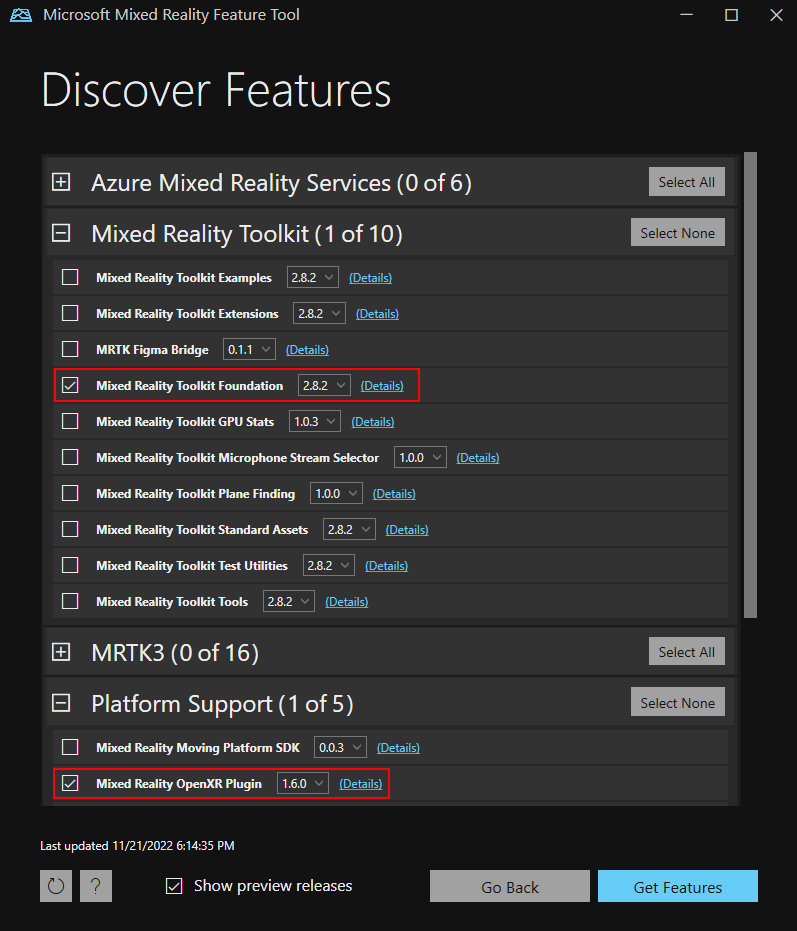 Microsoft Mixed Reality Feature Tool
Discover Features
Azure Mixed Reality Services (0 of 6) Select All
Mixed Reality Toolkit (1 of 10) Select None
Mixed Reality Toolkit Examples 2.8.2 (Details)
Mixed Reality Toolkit Extensions 2.8.2 (Details)
MRTK Figma Bridge 0.1.1 (Details)
Mixed Reality Toolkit Foundation 2.8.2 (Details)
Mixed Reality Toolkit GPU Stats 1.0.3 (Details)
Mixed Reality Toolkit Microphone Stream Selector 1.0.0 (Details)
Mixed Reality Toolkit Plane Finding 1.0.0 (Details)
Mixed Reality Toolkit Standard Assets 2.8.2 (Details)
Mixed Reality Toolkit Test Utilities 2.8.2 (Details)
Mixed Reality Toolkit Tools 2.8.2 (Details)
MRTK3 (0 of 16) Select All
Platform Support (1 of 5) Select None
Mixed Reality Moving Platform SDK 0.0.3 (Details)
Mixed Reality OpenXR Plugin 1.6.0 (Details)
Last updated 11/21/2022 6:14:35 PM
? Show preview releases Go Back Get Features